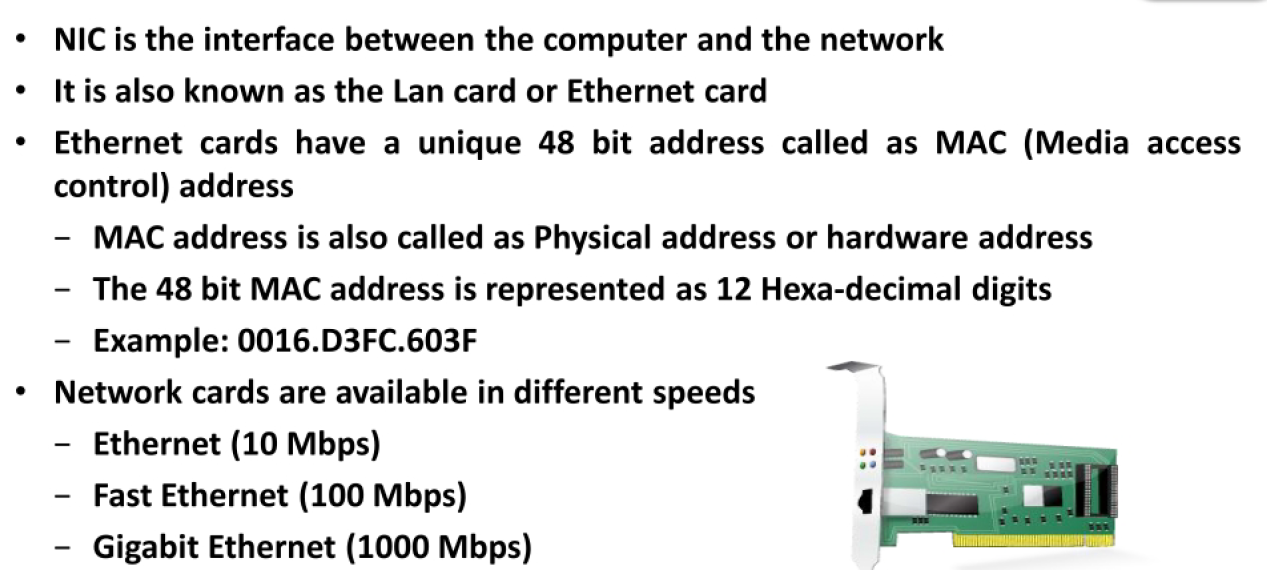 • NIC is the interface between the computer and the network
• It is also known as the Lan card or Ethernet card
• Ethernet cards have a unique 48 bit address called as MAC (Media access
control) address
– MAC address is also called as Physical address or hardware address
– The 48 bit MAC address is represented as 12 Hexa-decimal digits
– Example: 0016.D3FC.603F
• Network cards are available in different speeds
– Ethernet (10 Mbps)
– Fast Ethernet (100 Mbps)
– Gigabit Ethernet (1000 Mbps)